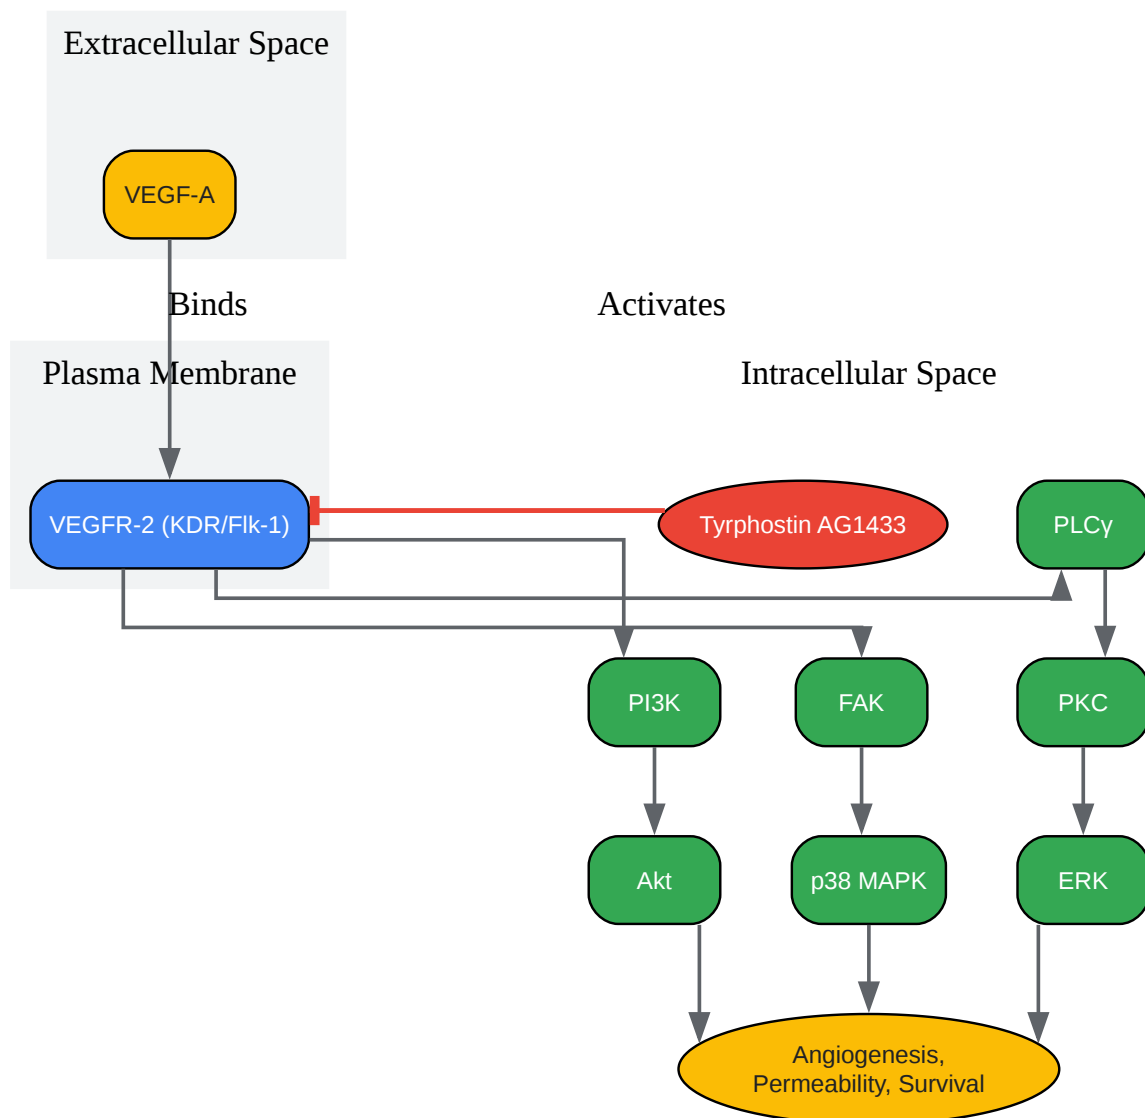 Extracellular Space
VEGF-A
Binds
Activates
Plasma Membrane
Intracellular Space
VEGFR-2 (KDR/Flk-1)
Tyrphostin AG1433
PLCγ
PI3K
FAK
PKC
Akt
p38 MAPK
ERK
Angiogenesis,
Permeability, Survival